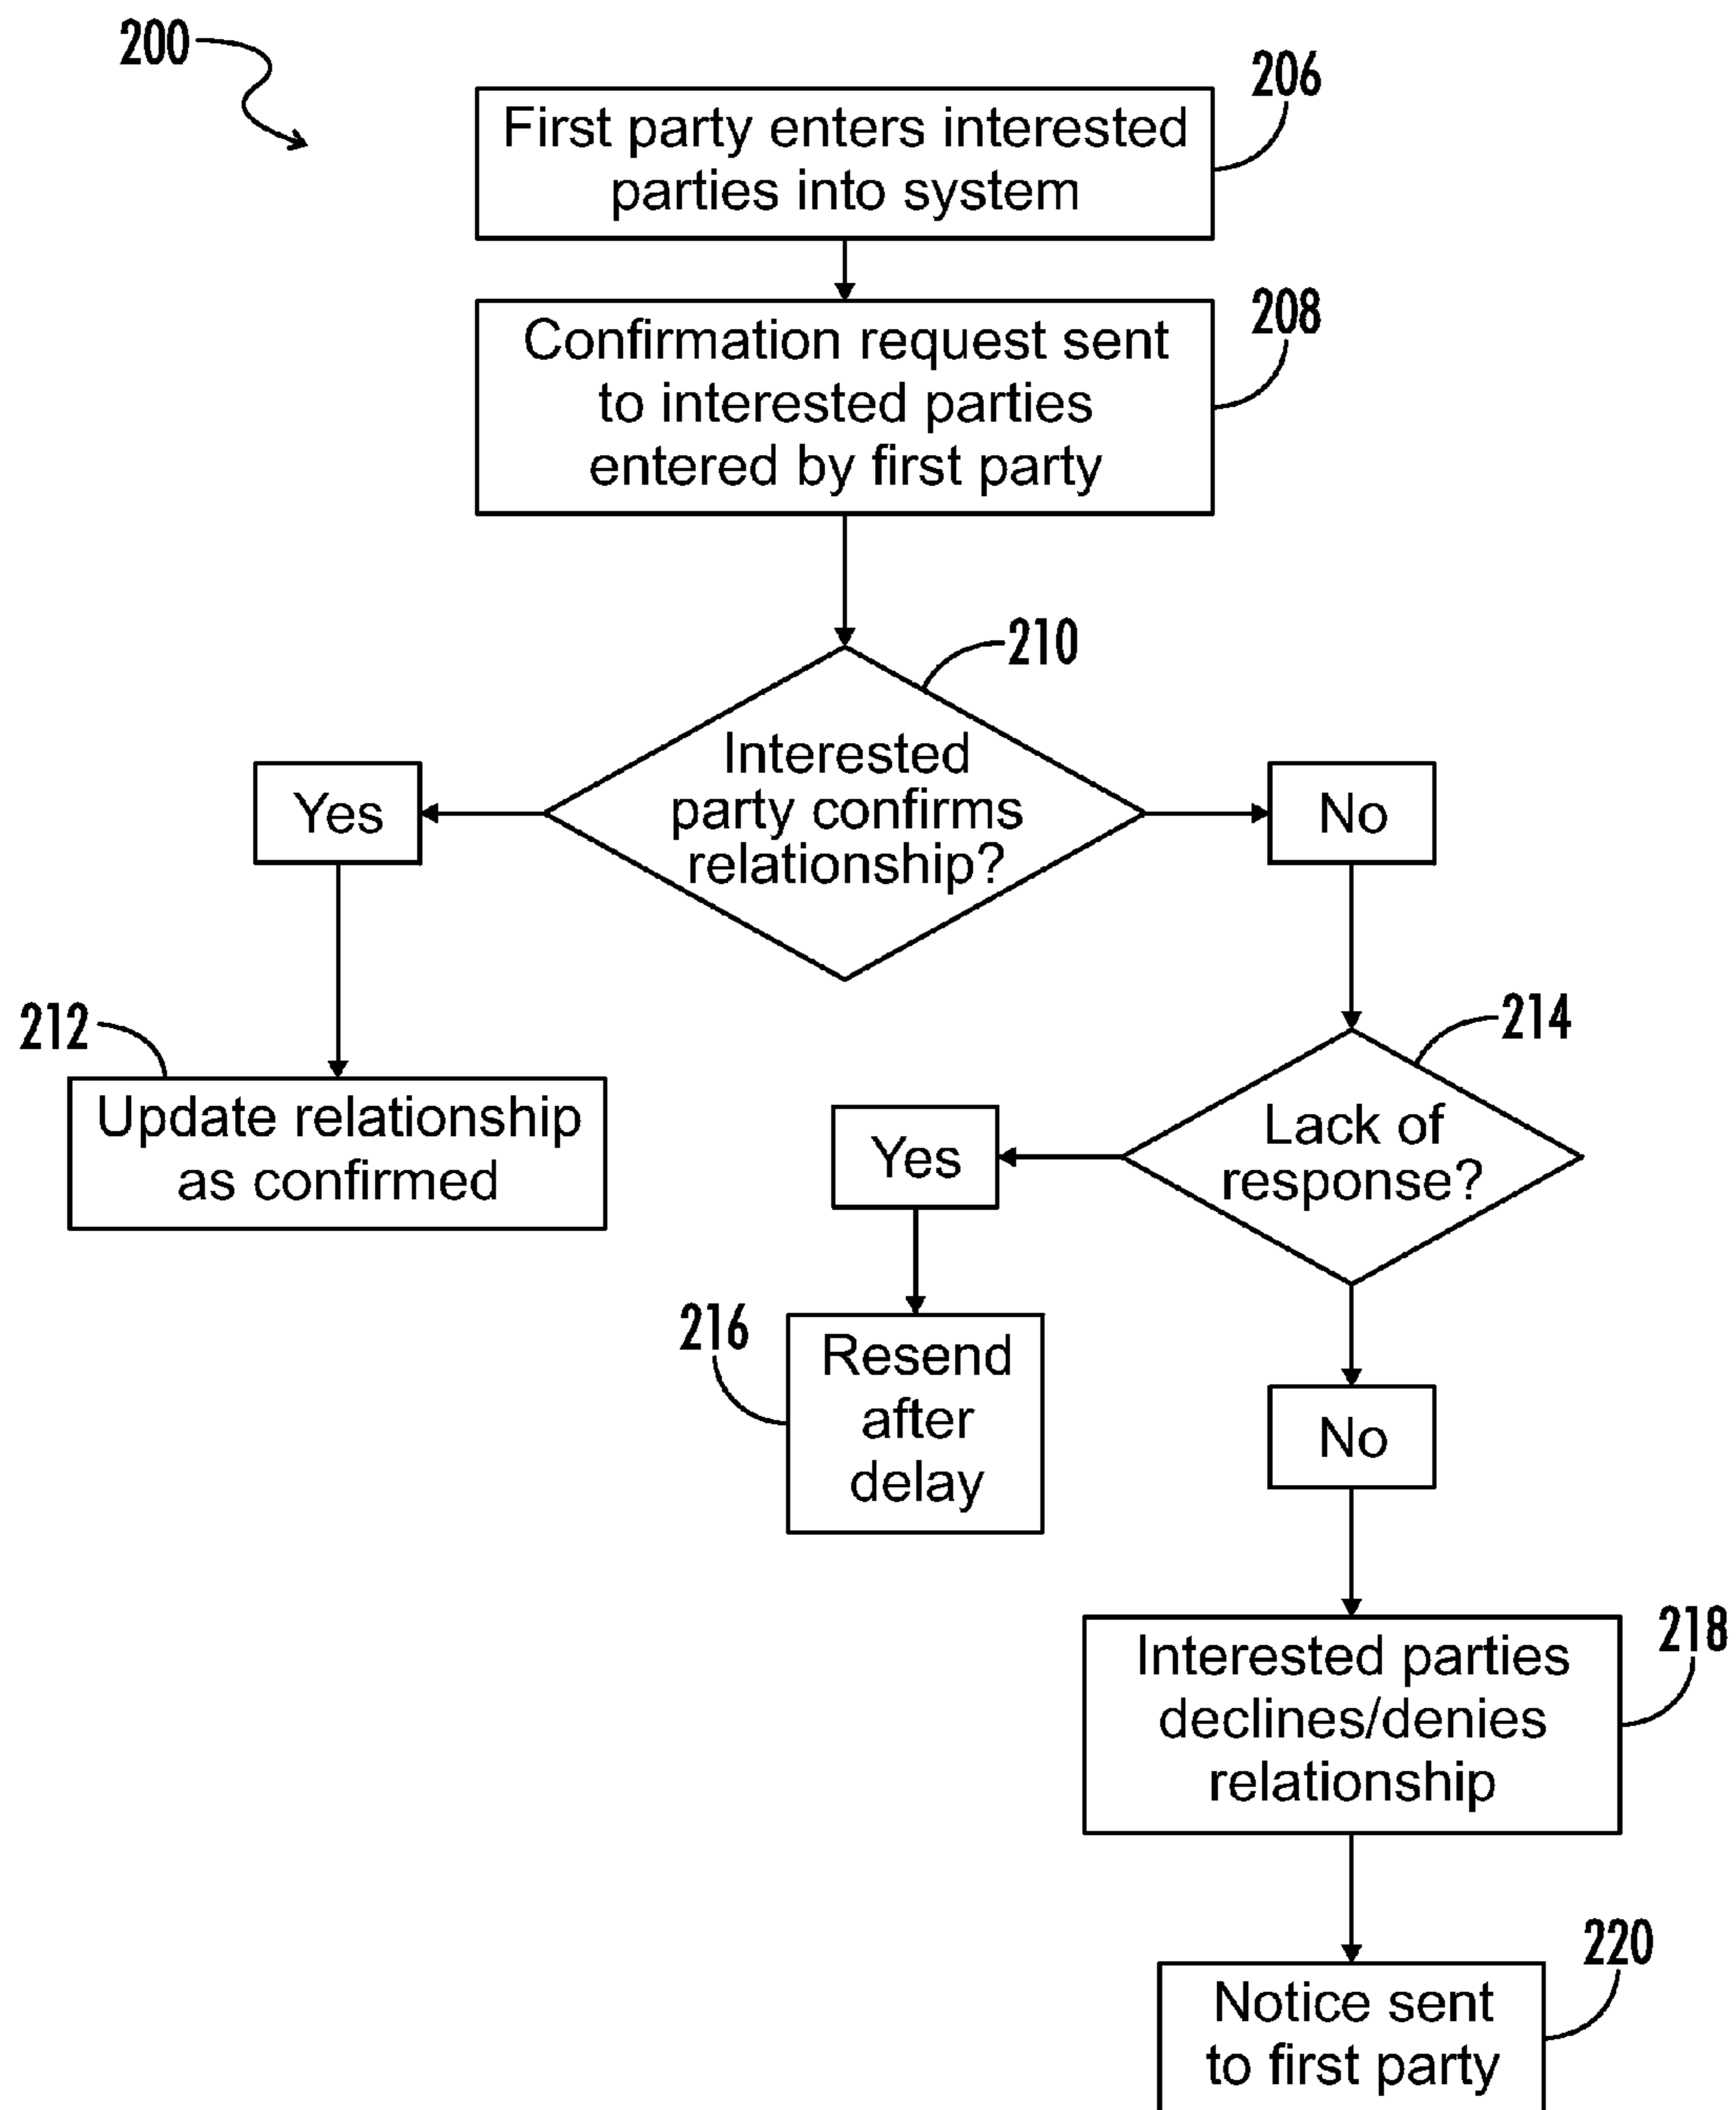 200
206
First party enters interested
parties into system
208
Confirmation request sent
to interested parties
entered by first party
210
Interested
party confirms
relationship?
Yes
No
212
Update relationship
as confirmed
214
Lack of
response?
Yes
216
Resend
after
delay
No
218
Interested parties
declines/denies
relationship
220
Notice sent
to first party